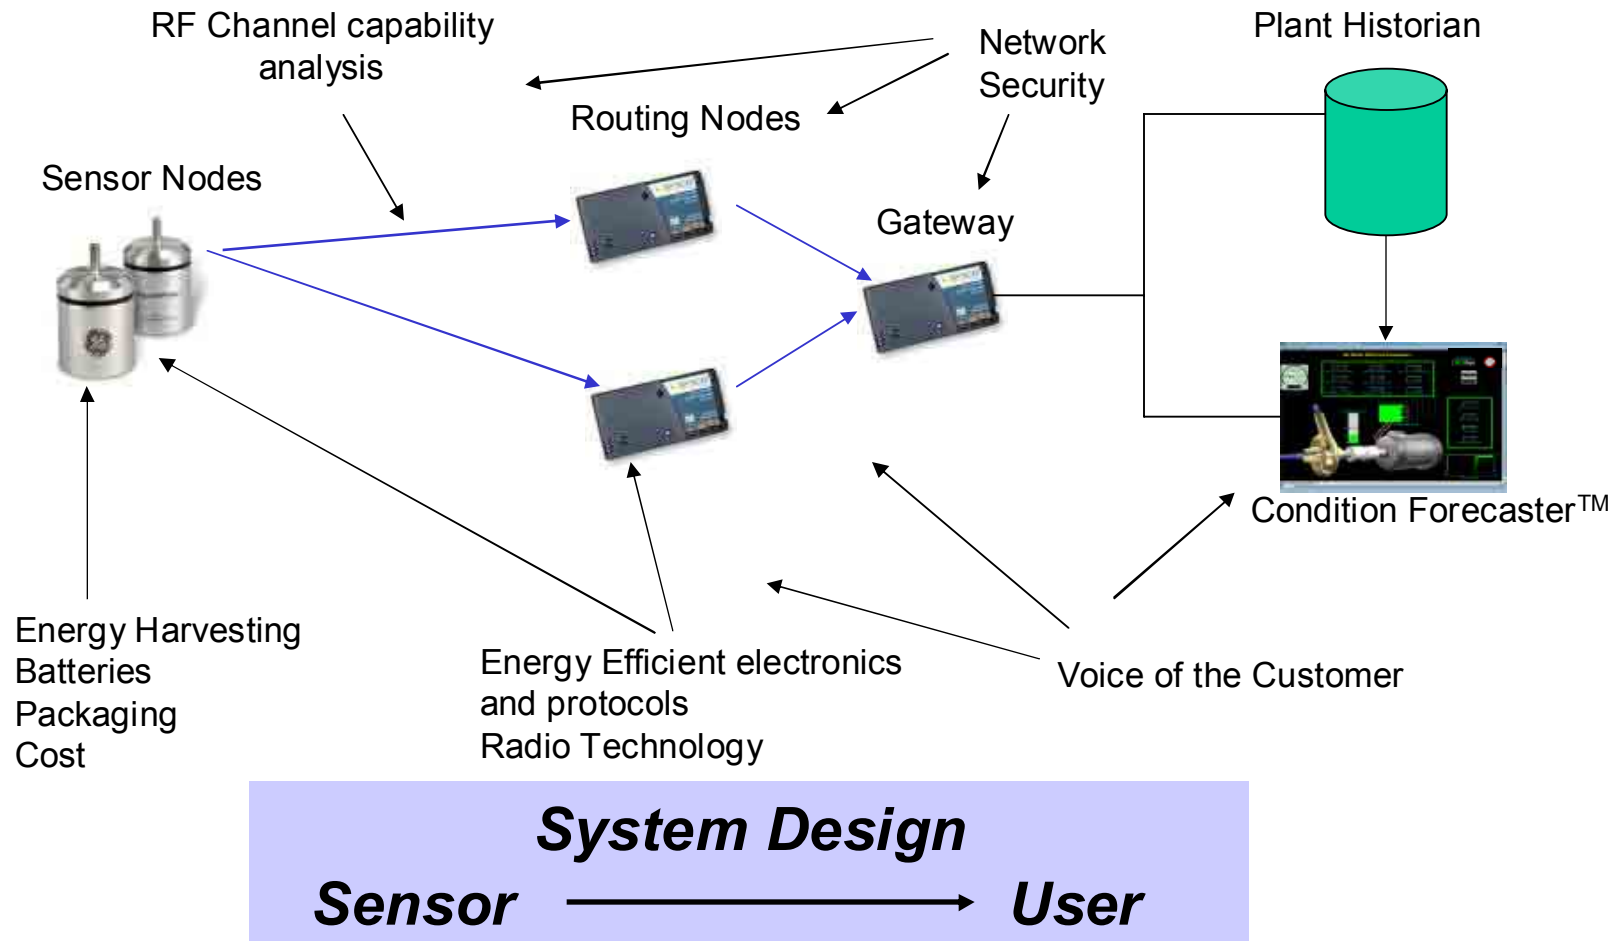 RF Channel capability
analysis
Network
Security
Plant Historian
Routing Nodes
Sensor Nodes
Gateway
Condition Forecaster™
Energy Harvesting
Batteries
Packaging
Cost
Energy Efficient electronics
and protocols
Radio Technology
Voice of the Customer
System Design
Sensor
User